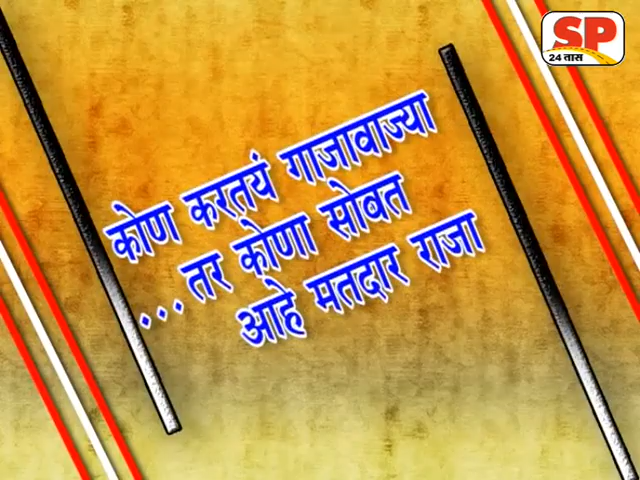 SP
24 तास
कोण करतयं गाजावाज्या
...तर कोणा सोबत
आहे मतदार राजा